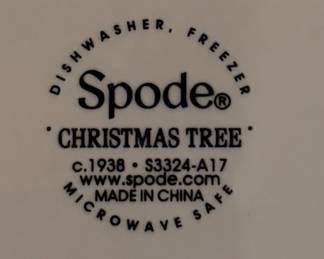 DISHWASHER, FREEZER
Spode®
· CHRISTMAS TREE ·
c.1938 • S3324-A17
www.spode.com
MADE IN CHINA
MICROWAVE SAFE